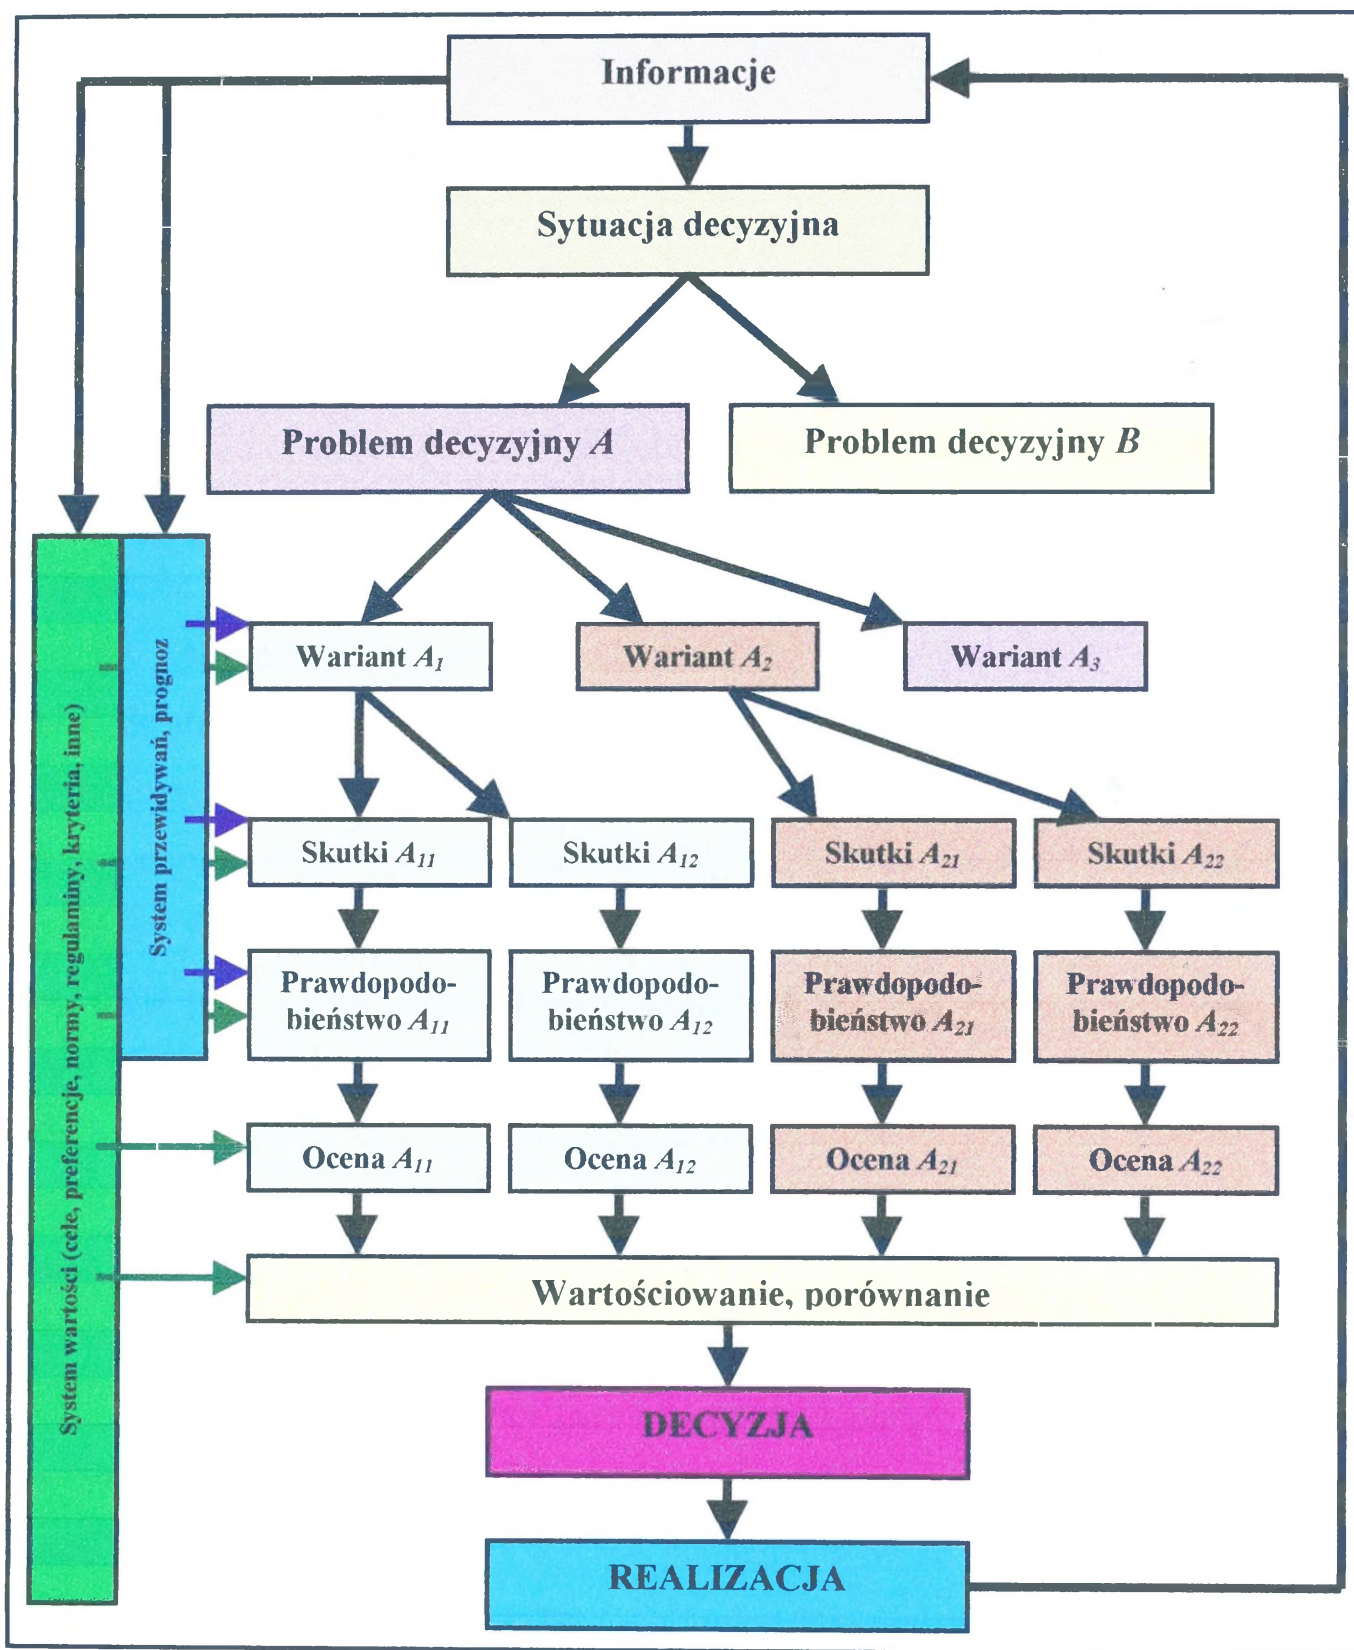 Informacje
Sytuacja decyzyjna
Problem decyzyjny A
Problem decyzyjny B
System wartości (cele, preferencje, normy, regulaminy, kryteria, inne)
System przewidywań, prognoz
Wariant A1
Wariant A2
Wariant A3
Skutki A11
Skutki A12
Skutki A21
Skutki A22
Prawdopodo-
bieństwo A11
Prawdopodo-
bieństwo A12
Prawdopodo-
bieństwo A21
Prawdopodo-
bieństwo A22
Ocena A11
Ocena A12
Ocena A21
Ocena A22
Wartościowanie, porównanie
DECYZJA
REALIZACJA